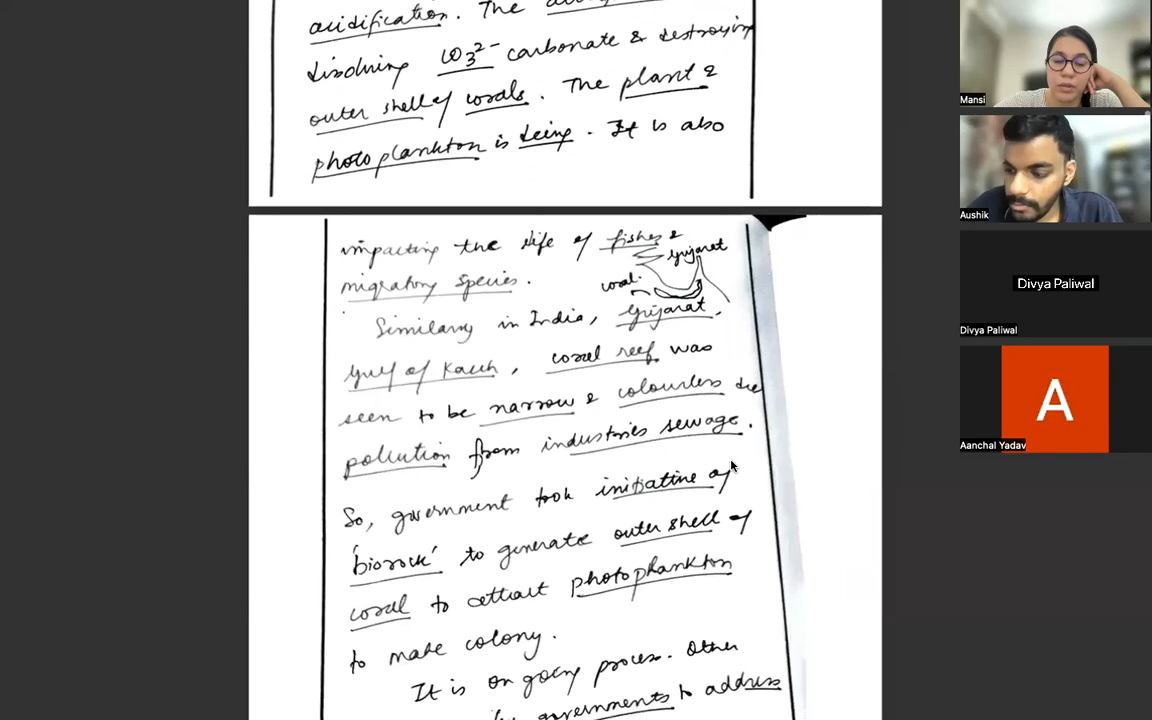 acidification. The
dissolving CO3²⁻ carbonate & destroying
outer shell of corals. The plant &
photoplankton is being. It is also
impacting the life of fishes &
Gujarat
migratory species.
coral.
Similarly in India, Gujarat,
Gulf of Kacch, coral reef was
seen to be narrow & colourless due
pollution from industries sewage.
So, government took initiative of
'biorock' to generate outer shell of
coral to attract photoplankton
to make colony.
It is on going process. Other
governments to address
Mansi
Aushik
Divya Paliwal
Divya Paliwal
A
Aanchal Yadav